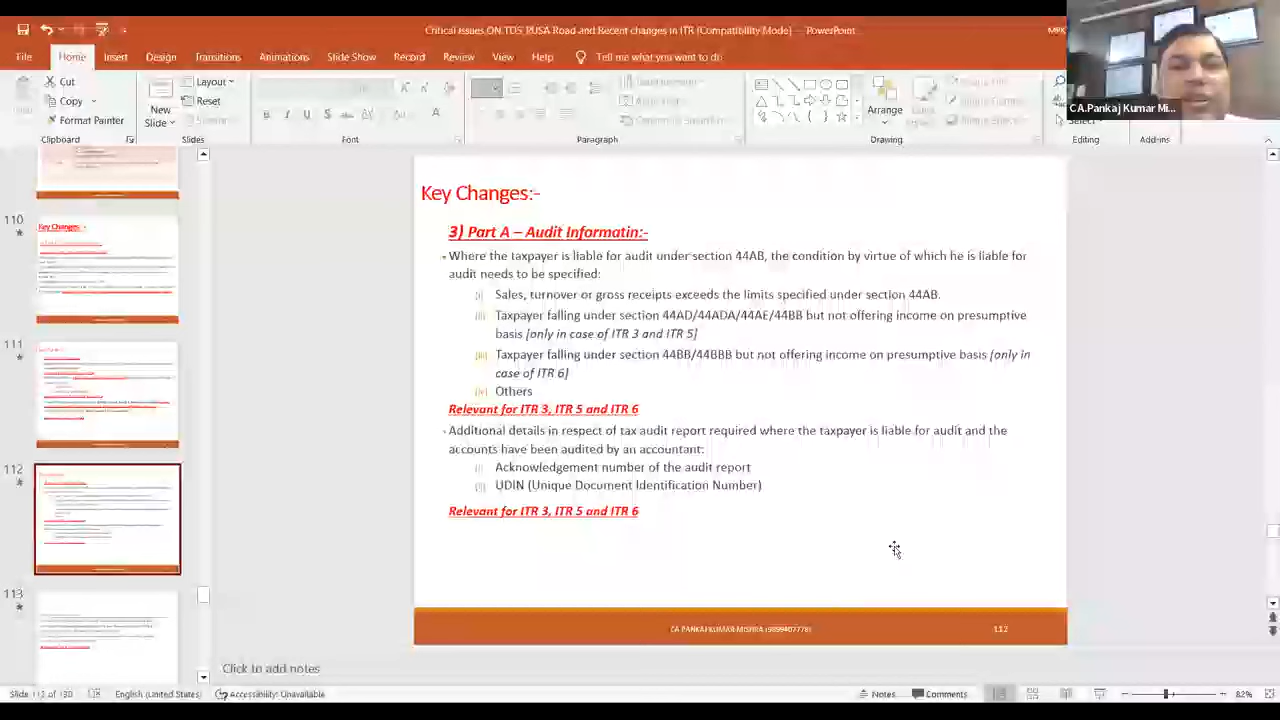 Critical issues ON TDS_RUSA Road and Recent changes in ITR [Compatibility Mode] — PowerPoint
MPK
File
Home
Insert
Design
Transitions
Animations
Slide Show
Record
Review
View
Help
Tell me what you want to do
CA.Pankaj Kumar Mi...
Cut
Copy
Format Painter
New
Slide
Layout
Reset
Arrange
Select
Clipboard
Slides
Font
Paragraph
Drawing
Editing
Add-ins
110
Key Changes: -
111
112
113
Key Changes:-
3) Part A – Audit Informatin:-
Where the taxpayer is liable for audit under section 44AB, the condition by virtue of which he is liable for
audit needs to be specified:
(i) Sales, turnover or gross receipts exceeds the limits specified under section 44AB.
(ii) Taxpayer falling under section 44AD/44ADA/44AE/44BB but not offering income on presumptive
basis [only in case of ITR 3 and ITR 5]
(iii) Taxpayer falling under section 44BB/44BBB but not offering income on presumptive basis [only in
case of ITR 6]
(iv) Others
Relevant for ITR 3, ITR 5 and ITR 6
Additional details in respect of tax audit report required where the taxpayer is liable for audit and the
accounts have been audited by an accountant:
(i) Acknowledgement number of the audit report
(ii) UDIN (Unique Document Identification Number)
Relevant for ITR 3, ITR 5 and ITR 6
CA PANKAJ KUMAR MISHRA (9899407778)
112
Click to add notes
Slide 112 of 130
English (United States)
Accessibility: Unavailable
Notes
Comments
82%